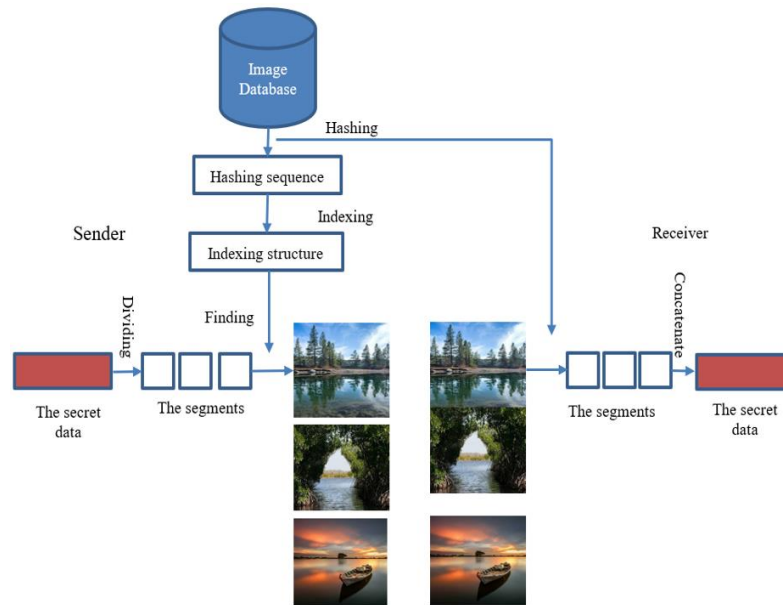 Image
Database
Hashing
Hashing sequence
Indexing
Sender
Receiver
Indexing structure
Dividing
Finding
Concatenate
The secret
data
The segments
The segments
The secret
data